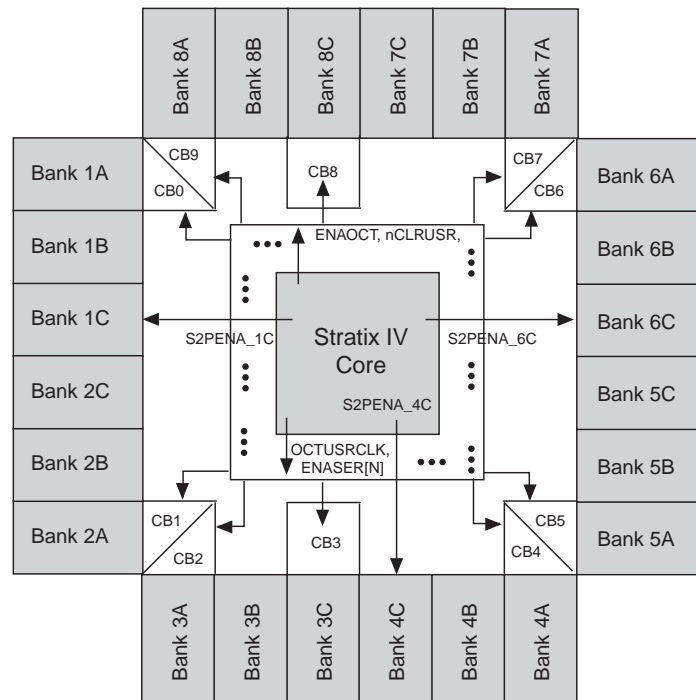 Bank 8A
Bank 8B
Bank 8C
Bank 7C
Bank 7B
Bank 7A
Bank 1A
CB9
CB0
CB8
CB7
CB6
Bank 6A
Bank 1B
ENAOCT, nCLRUSR,
Bank 6B
Bank 1C
S2PENA_1C
Stratix IV
Core
S2PENA_6C
Bank 6C
Bank 2C
S2PENA_4C
Bank 5C
Bank 2B
OCTUSRCLK,
ENASER[N]
Bank 5B
Bank 2A
CB1
CB2
CB3
CB5
CB4
Bank 5A
Bank 3A
Bank 3B
Bank 3C
Bank 4C
Bank 4B
Bank 4A